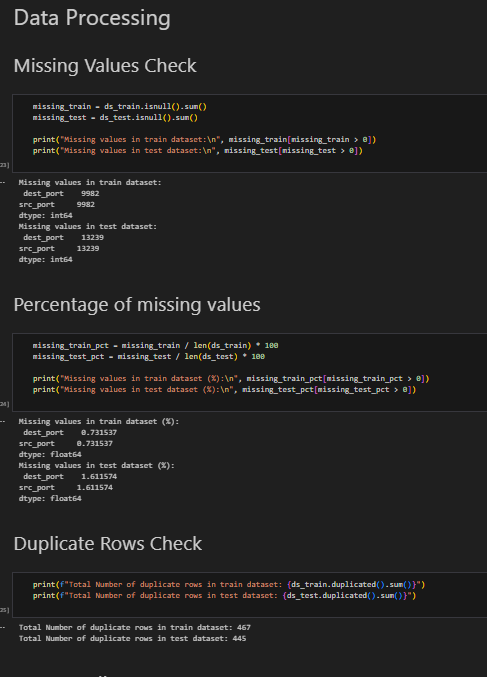 Data Processing
Missing Values Check
missing_train = ds_train.isnull().sum()
missing_test = ds_test.isnull().sum()
print("Missing values in train dataset:\n", missing_train[missing_train > 0])
print("Missing values in test dataset:\n", missing_test[missing_test > 0])
23]
Missing values in train dataset:
dest_port    9982
src_port    9982
dtype: int64
Missing values in test dataset:
dest_port    13239
src_port    13239
dtype: int64
Percentage of missing values
missing_train_pct = missing_train / len(ds_train) * 100
missing_test_pct = missing_test / len(ds_test) * 100
print("Missing values in train dataset (%):\n", missing_train_pct[missing_train_pct > 0])
print("Missing values in test dataset (%):\n", missing_test_pct[missing_test_pct > 0])
24]
Missing values in train dataset (%):
dest_port    0.731537
src_port    0.731537
dtype: float64
Missing values in test dataset (%):
dest_port    1.611574
src_port    1.611574
dtype: float64
Duplicate Rows Check
print(f"Total Number of duplicate rows in train dataset: {ds_train.duplicated().sum()}")
print(f"Total Number of duplicate rows in test dataset: {ds_test.duplicated().sum()}")
25]
Total Number of duplicate rows in train dataset: 467
Total Number of duplicate rows in test dataset: 445